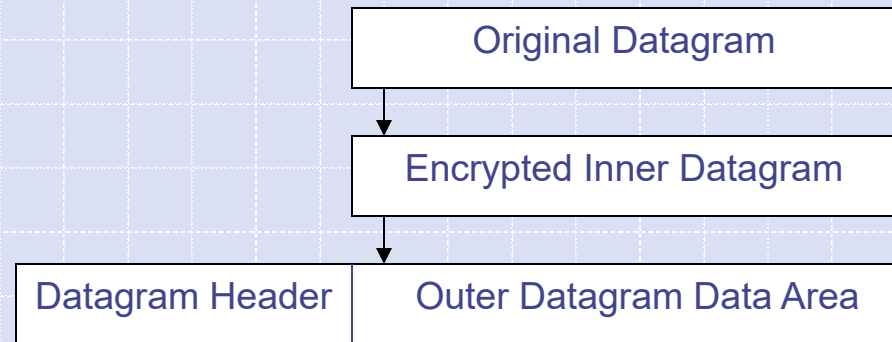 Original Datagram
Encrypted Inner Datagram
Datagram Header
Outer Datagram Data Area